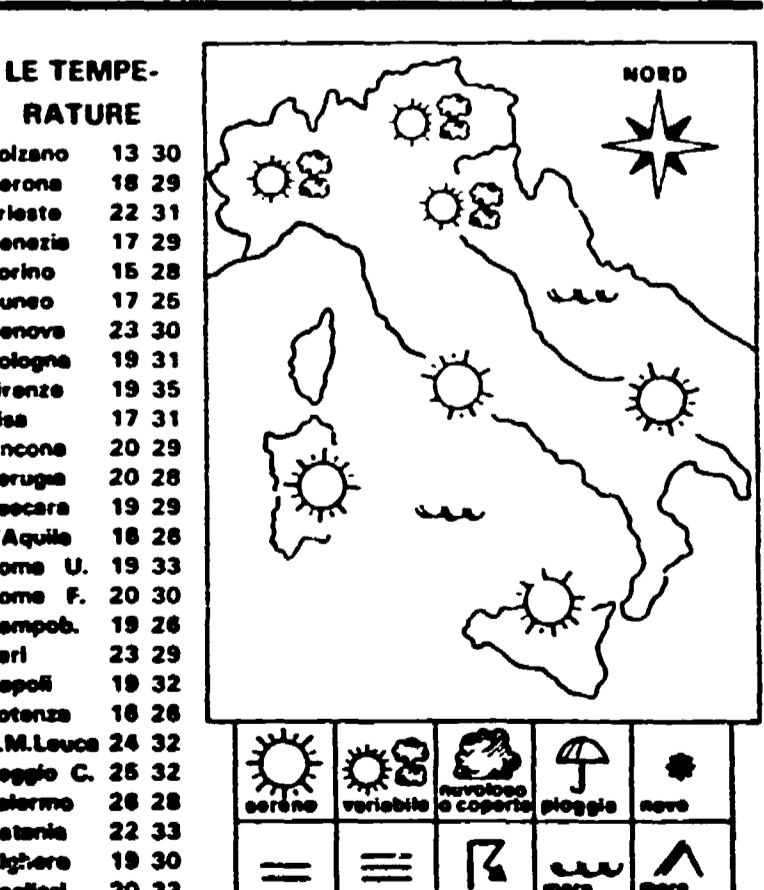 LE TEMPE-
RATURE
olzano 13 30
erona 18 29
rieste 22 31
enezia 17 29
orino 15 28
uneo 17 25
enova 23 30
ologna 19 31
irenze 19 35
isa 17 31
ncona 20 29
erugia 20 28
escara 19 29
'Aquila 16 26
oma U. 19 33
oma F. 20 30
ampob. 19 26
ari 23 29
apoli 19 32
otenza 16 26
.M.Leuca 24 32
eggio C. 25 32
alermo 26 28
atania 22 33
lghero 19 30
NORD
sereno
variabile
nuvoloso
o coperto
pioggia
neve